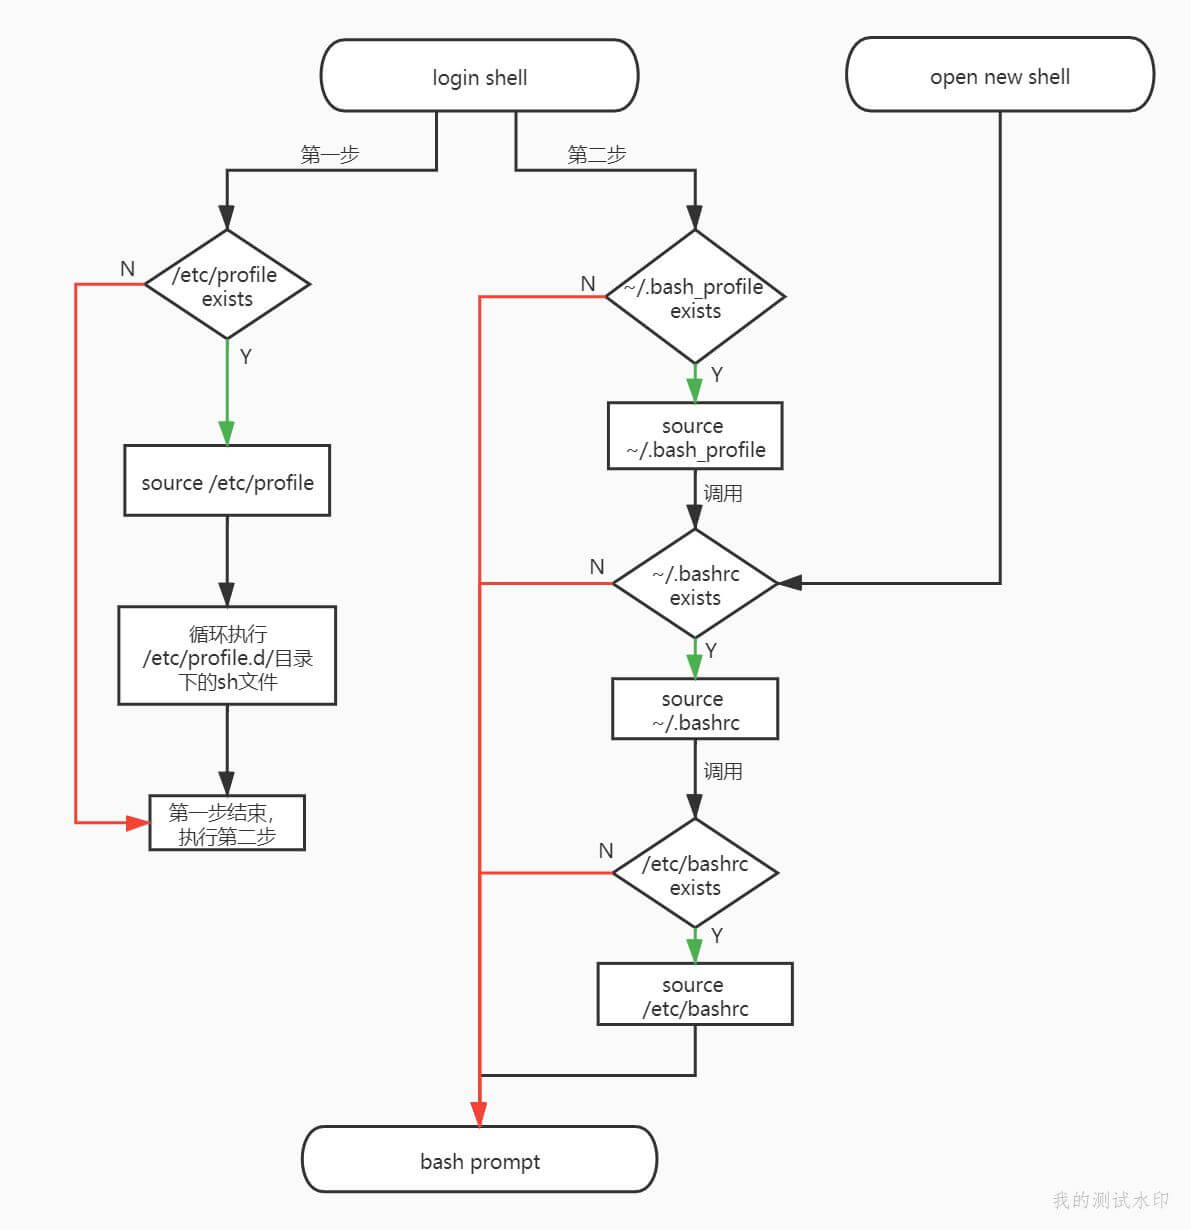 login shell
open new shell
第一步
第二步
N
/etc/profile
exists
Y
source /etc/profile
循环执行
/etc/profile.d/目录
下的sh文件
第一步结束，
执行第二步
N
~/.bash_profile
exists
Y
source
~/.bash_profile
调用
N
~/.bashrc
exists
Y
source
~/.bashrc
调用
N
/etc/bashrc
exists
Y
source
/etc/bashrc
bash prompt
我的测试水印